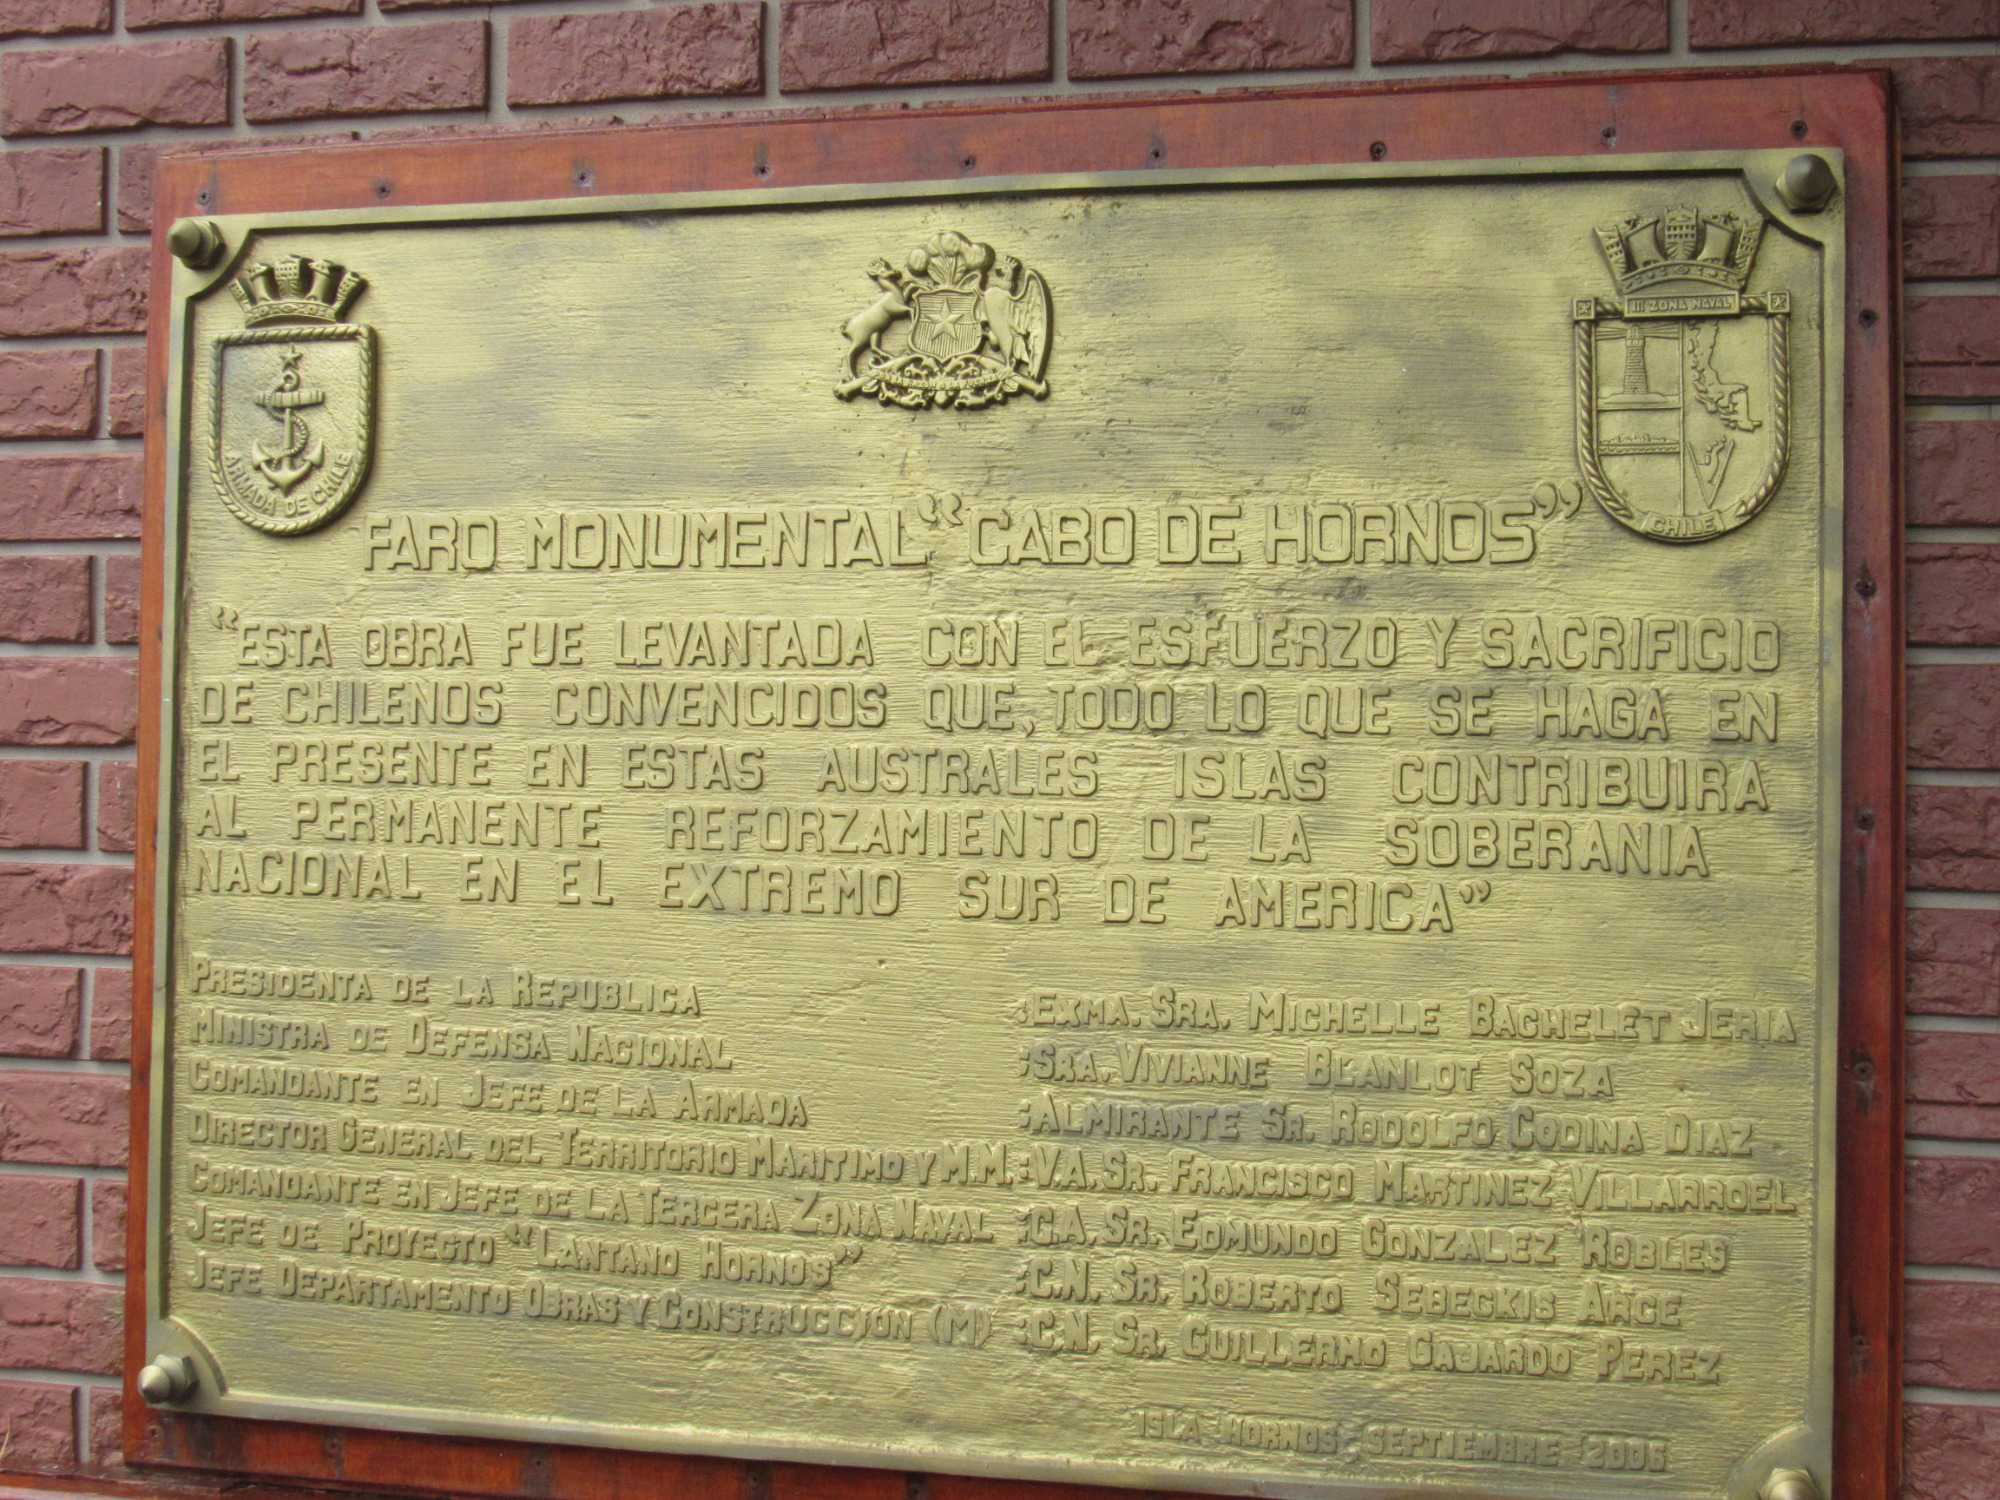 ARMADA DE CHILE
III ZONA NAVAL
CHILE
FARO MONUMENTAL "CABO DE HORNOS"
"ESTA OBRA FUE LEVANTADA CON EL ESFUERZO Y SACRIFICIO
DE CHILENOS CONVENCIDOS QUE, TODO LO QUE SE HAGA EN
EL PRESENTE EN ESTAS AUSTRALES ISLAS CONTRIBUIRA
AL PERMANENTE REFORZAMIENTO DE LA SOBERANIA
NACIONAL EN EL EXTREMO SUR DE AMERICA"
PRESIDENTA DE LA REPUBLICA :EXMA. SRA. MICHELLE BACHELET JERIA
MINISTRA DE DEFENSA NACIONAL :SRA. VIVIANNE BLANLOT SOZA
COMANDANTE EN JEFE DE LA ARMADA :ALMIRANTE SR. RODOLFO CODINA DIAZ
DIRECTOR GENERAL DEL TERRITORIO MARITIMO Y M.M. :V.A. SR. FRANCISCO MARTINEZ VILLARROEL
COMANDANTE EN JEFE DE LA TERCERA ZONA NAVAL :C.A. SR. EDMUNDO GONZALEZ ROBLES
JEFE DE PROYECTO "LANTANO HORNOS" :C.N. SR. ROBERTO SEBECKIS ARCE
JEFE DEPARTAMENTO OBRAS Y CONSTRUCCION (M) :C.N. SR. GUILLERMO GAJARDO PEREZ
ISLA HORNOS, SEPTIEMBRE 2006